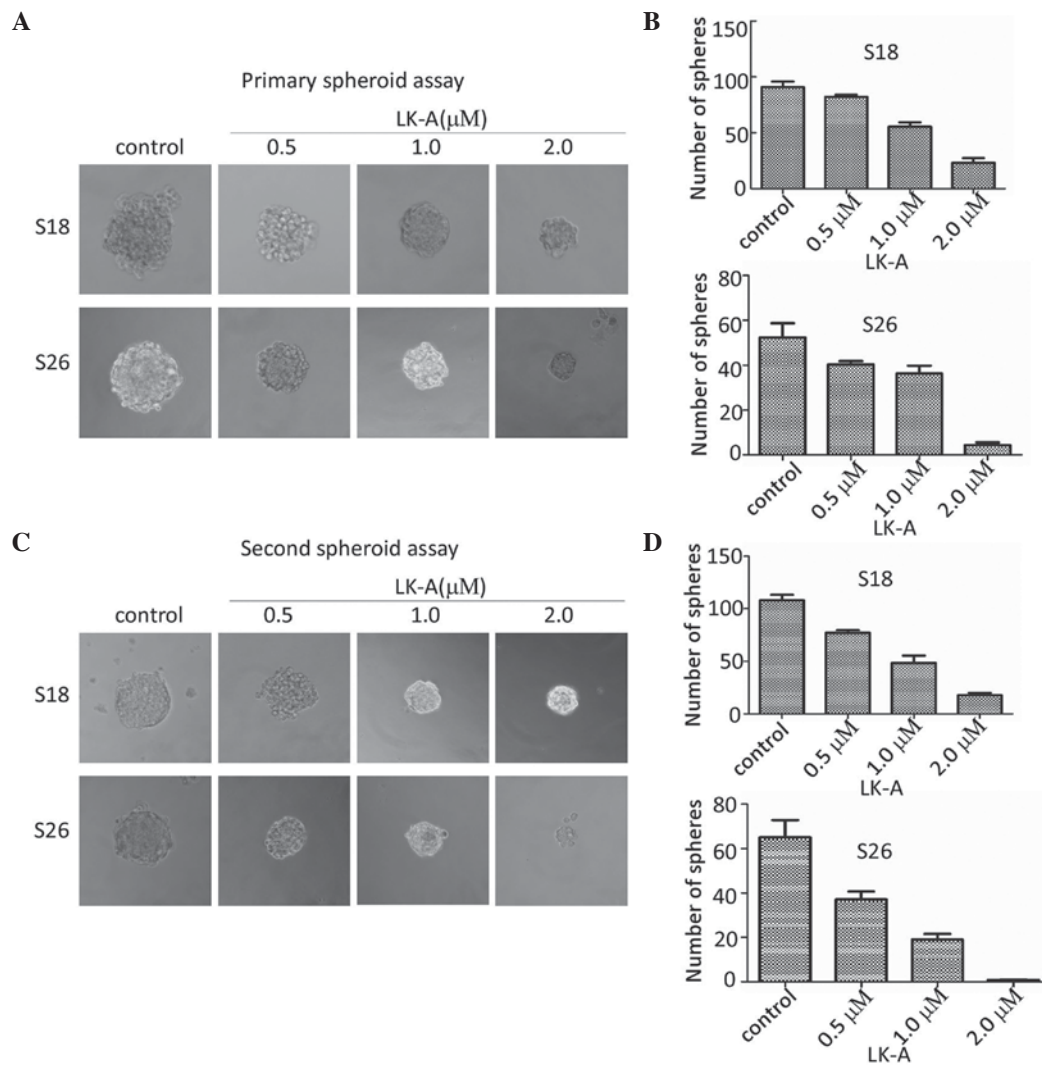 A
Primary spheroid assay
LK-A(μM)
control 0.5 1.0 2.0
S18
S26
B
Number of spheres
150
100
50
0
S18
control 0.5 μM 1.0 μM 2.0 μM
LK-A
Number of spheres
80
60
40
20
0
S26
control 0.5 μM 1.0 μM 2.0 μM
LK-A
C
Second spheroid assay
LK-A(μM)
control 0.5 1.0 2.0
S18
S26
D
Number of spheres
150
100
50
0
S18
control 0.5 μM 1.0 μM 2.0 μM
LK-A
Number of spheres
80
60
40
20
0
S26
control 0.5 μM 1.0 μM 2.0 μM
LK-A